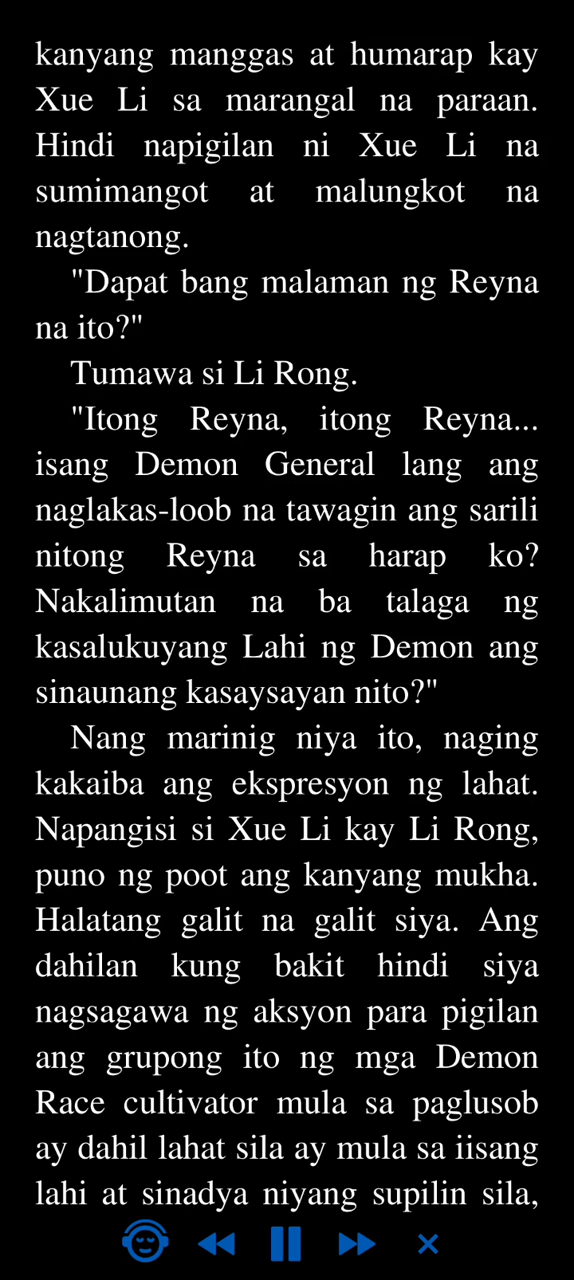 kanyang manggas at humarap kay
Xue Li sa marangal na paraan.
Hindi napigilan ni Xue Li na
sumimangot at malungkot na
nagtanong.
"Dapat bang malaman ng Reyna
na ito?"
Tumawa si Li Rong.
"Itong Reyna, itong Reyna...
isang Demon General lang ang
naglakas-loob na tawagin ang sarili
nitong Reyna sa harap ko?
Nakalimutan na ba talaga ng
kasalukuyang Lahi ng Demon ang
sinaunang kasaysayan nito?"
Nang marinig niya ito, naging
kakaiba ang ekspresyon ng lahat.
Napangisi si Xue Li kay Li Rong,
puno ng poot ang kanyang mukha.
Halatang galit na galit siya. Ang
dahilan kung bakit hindi siya
nagsagawa ng aksyon para pigilan
ang grupong ito ng mga Demon
Race cultivator mula sa paglusob
ay dahil lahat sila ay mula sa iisang
lahi at sinadya niyang supilin sila,